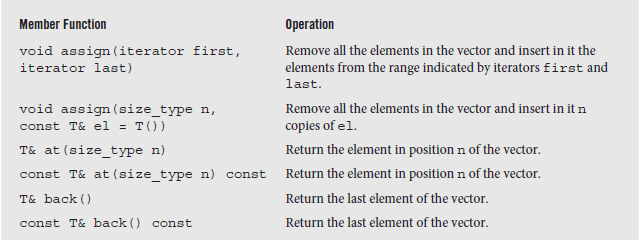 Member Function Operation
void assign(iterator first, Remove all the elements in the vector and insert in it the
iterator last) elements from the range indicated by iterators first and
last.
void assign(size_type n, Remove all the elements in the vector and insert in it n
const T& el = T()) copies of el.
T& at(size_type n) Return the element in position n of the vector.
const T& at(size_type n) const Return the element in position n of the vector.
T& back() Return the last element of the vector.
const T& back() const Return the last element of the vector.